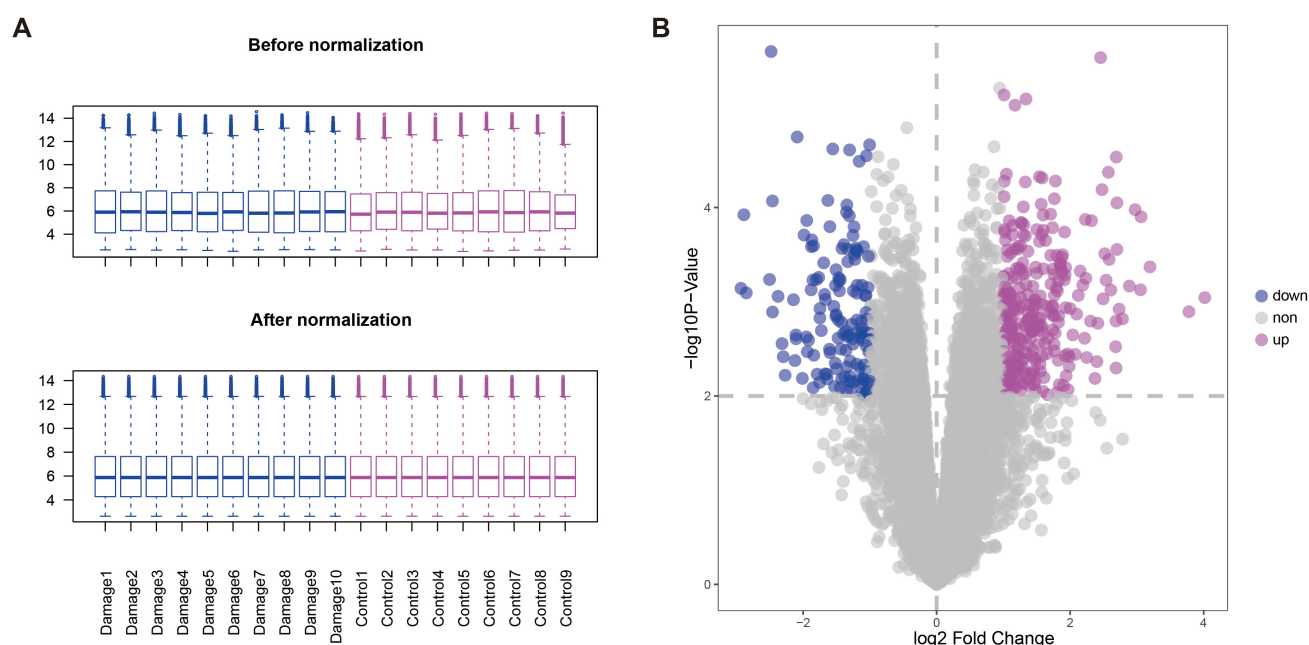 A
Before normalization
14
12
10
8
6
4
After normalization
14
12
10
8
6
4
Damage1
Damage2
Damage3
Damage4
Damage5
Damage6
Damage7
Damage8
Damage9
Damage10
Control1
Control2
Control3
Control4
Control5
Control6
Control7
Control8
Control9
B
−log10P−Value
4
2
0
−2
0
2
4
log2 Fold Change
down
non
up